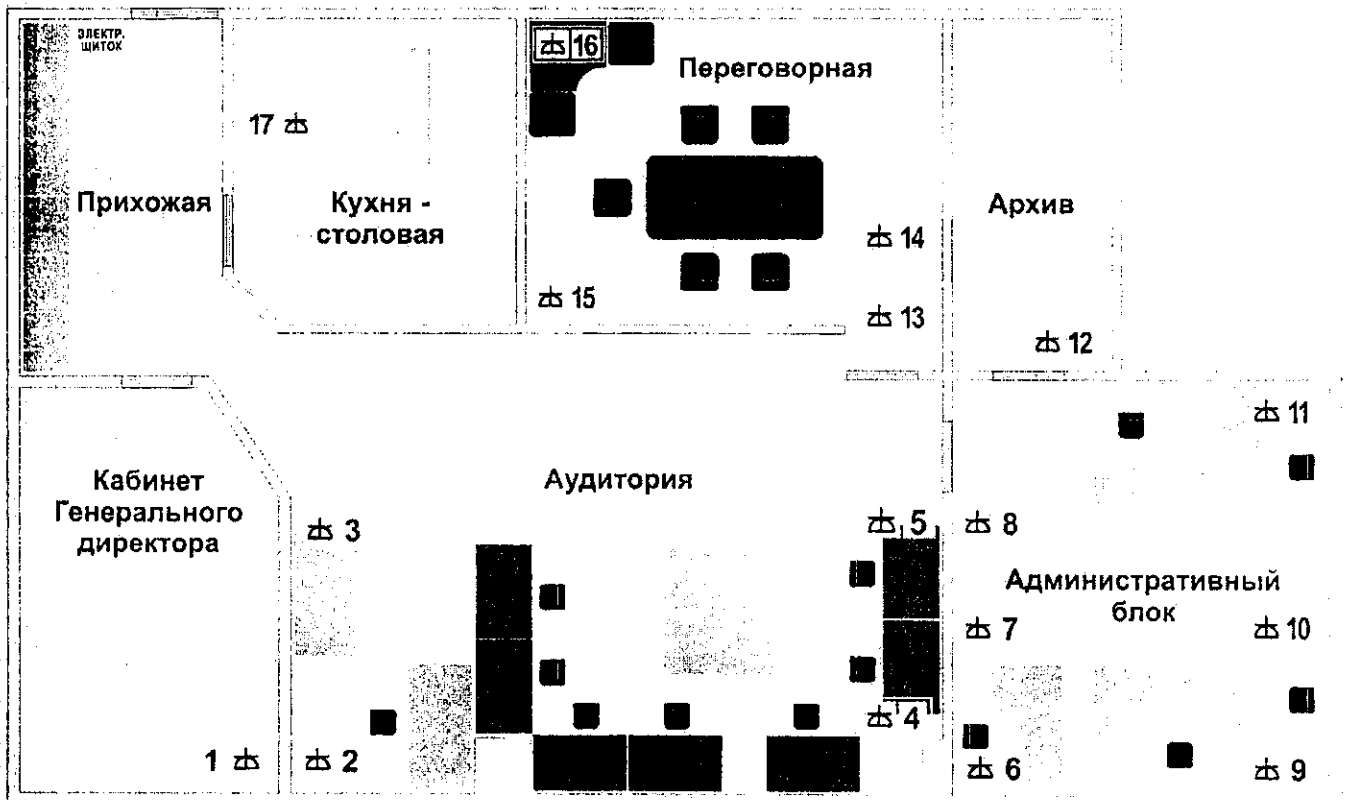 ЭЛЕКТР.
ЩИТОК
16
Переговорная
17
Прихожая
Кухня -
столовая
Архив
14
15
13
12
11
Кабинет
Генерального
директора
Аудитория
3
5
8
Административный
блок
7
10
4
1
2
6
9